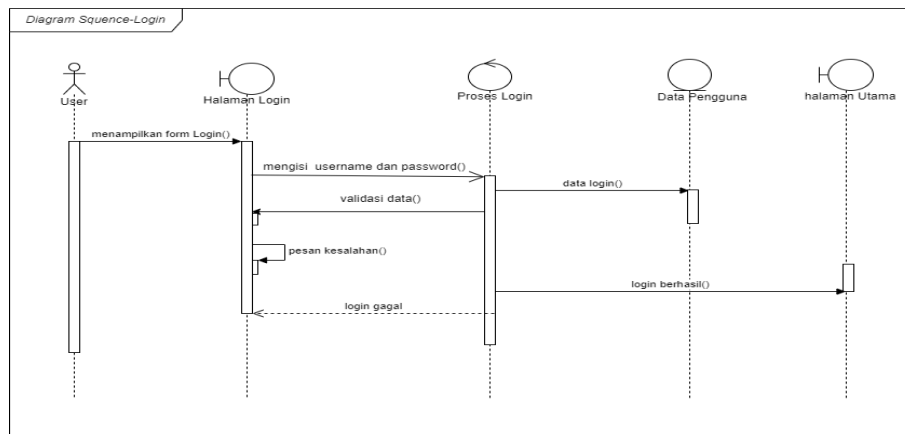 Diagram Squence-Login
User
Halaman Login
Proses Login
Data Pengguna
halaman Utama
menampilkan form Login()
mengisi username dan password()
data login()
validasi data()
pesan kesalahan()
login berhasil()
login gagal